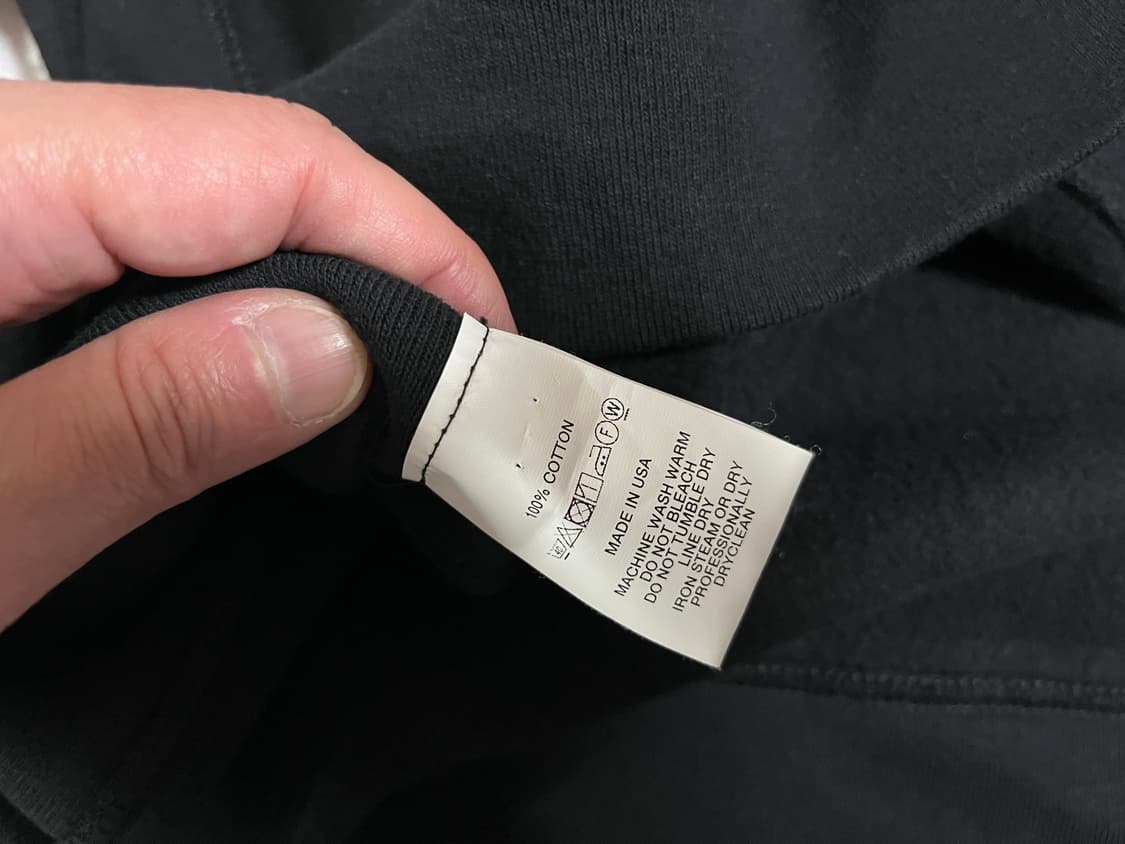 100% COTTON
40 F W
MADE IN USA
MACHINE WASH WARM
DO NOT BLEACH
DO NOT TUMBLE DRY
LINE DRY
IRON STEAM OR DRY
PROFESSIONALLY
DRYCLEAN